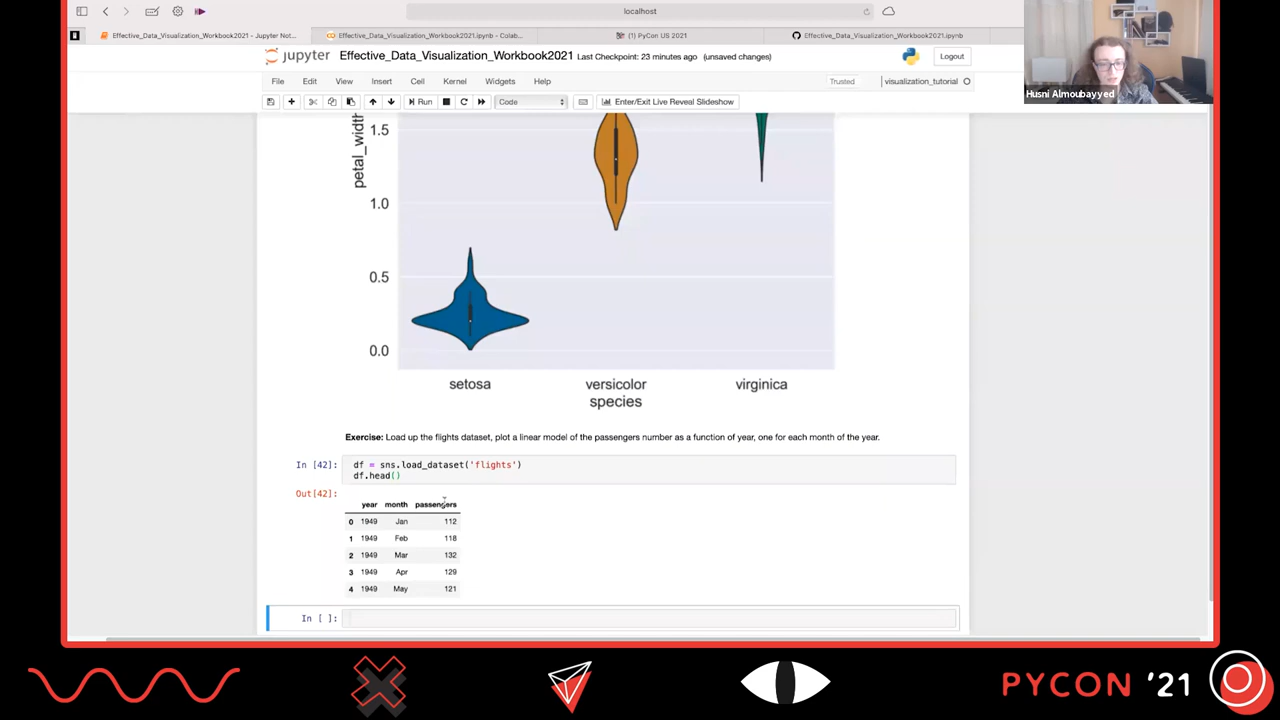 localhost
Effective_Data_Visualization_Workbook2021 - Jupyter Not...
Effective_Data_Visualization_Workbook2021.ipynb - Colab...
(1) PyCon US 2021
Effective_Data_Visualization_Workbook2021.ipynb
jupyter Effective_Data_Visualization_Workbook2021 Last Checkpoint: 23 minutes ago (unsaved changes)
Logout
File Edit View Insert Cell Kernel Widgets Help
Trusted
visualization_tutorial
Run
Code
Enter/Exit Live Reveal Slideshow
Husni Almoubayyed
petal_width
1.5
1.0
0.5
0.0
setosa versicolor virginica
species
Exercise: Load up the flights dataset, plot a linear model of the passengers number as a function of year, one for each month of the year.
In [42]: df = sns.load_dataset('flights')
df.head()
Out[42]:
year month passengers
0 1949 Jan 112
1 1949 Feb 118
2 1949 Mar 132
3 1949 Apr 129
4 1949 May 121
In [ ]:
PYCON '21